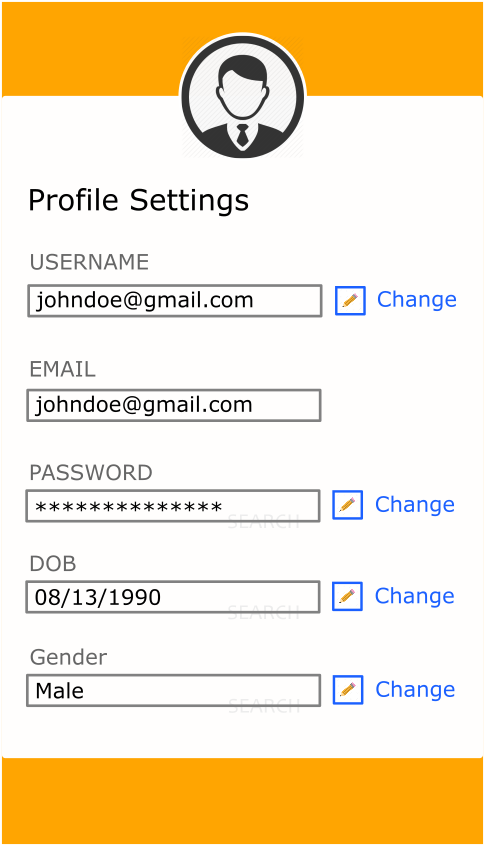 Profile Settings
USERNAME
johndoe@gmail.com Change
EMAIL
johndoe@gmail.com
PASSWORD
************** Change
SEARCH
DOB
08/13/1990 Change
SEARCH
Gender
Male Change
SEARCH